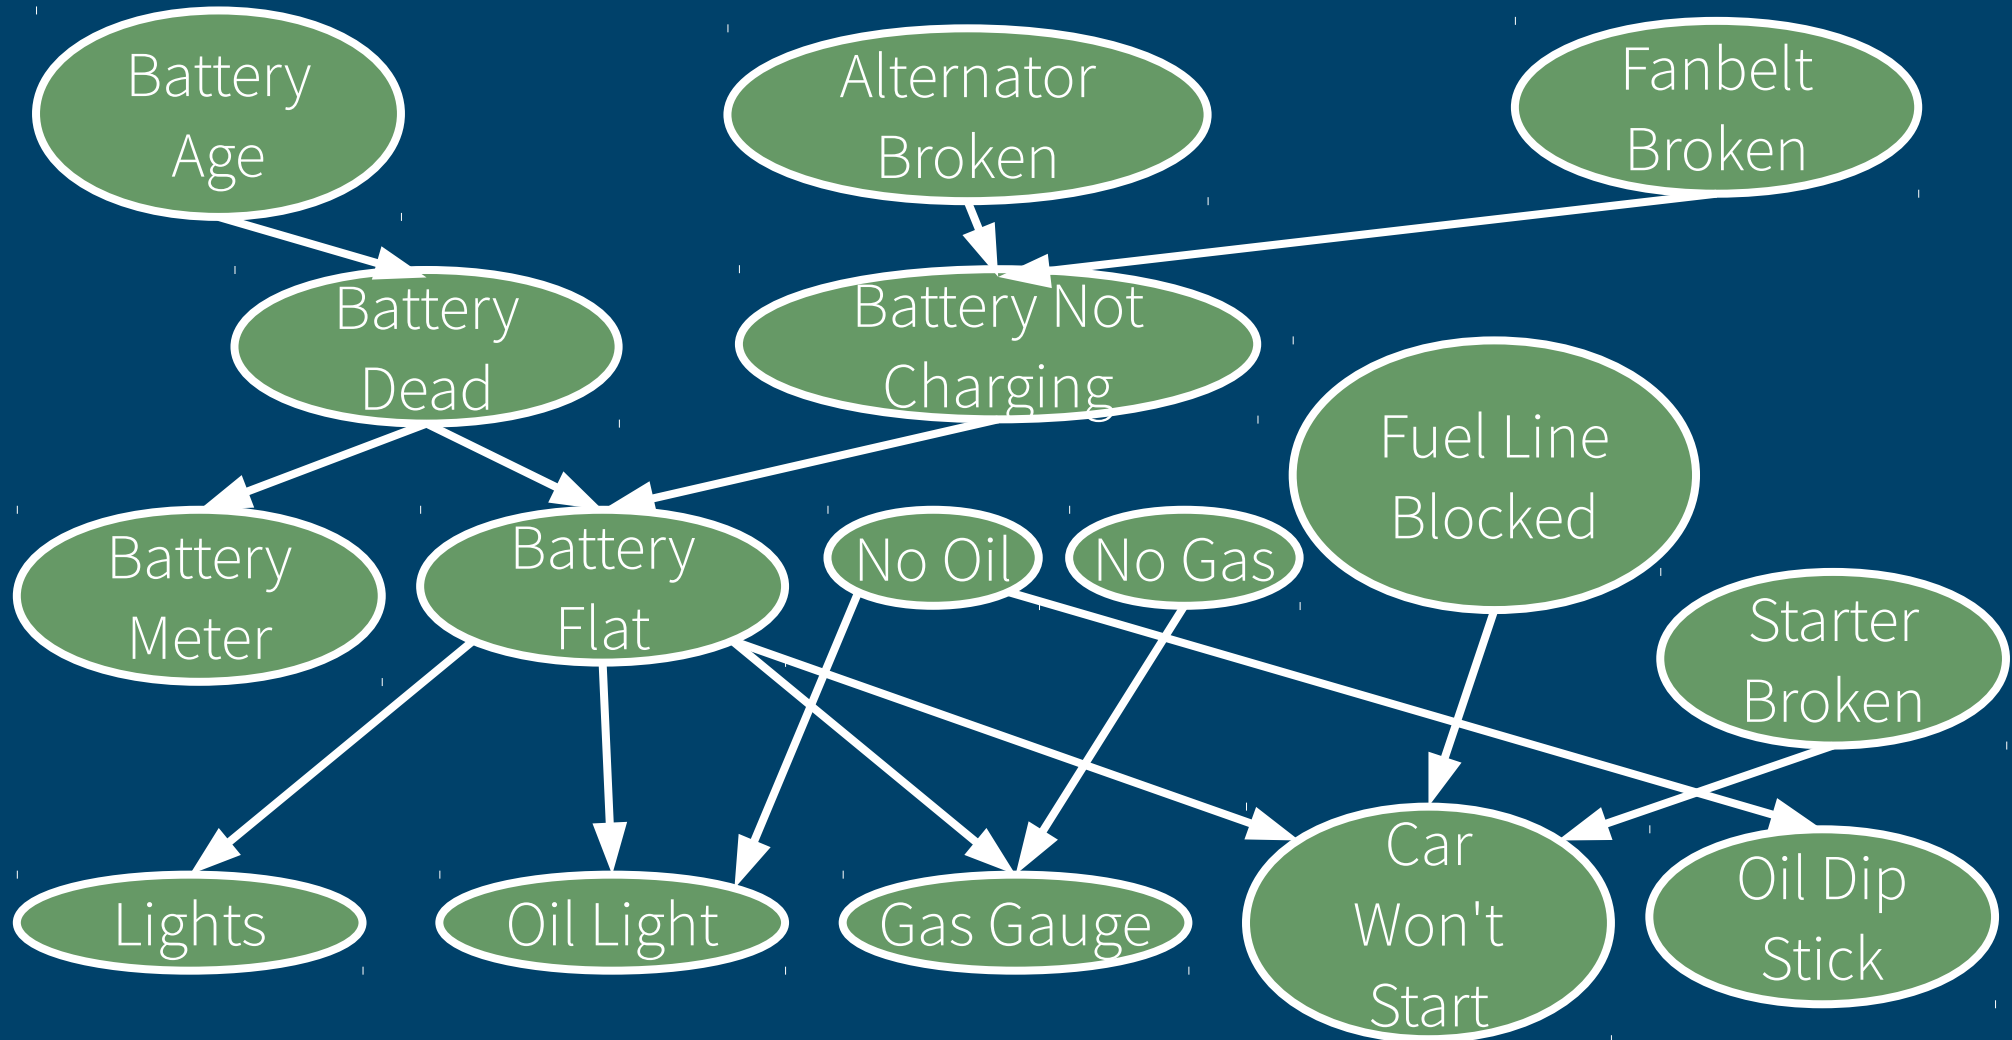 Battery
Age
Alternator
Broken
Fanbelt
Broken
Battery
Dead
Battery Not
Charging
Fuel Line
Blocked
Battery
Meter
Battery
Flat
No Oil
No Gas
Starter
Broken
Lights
Oil Light
Gas Gauge
Car
Won't
Start
Oil Dip
Stick